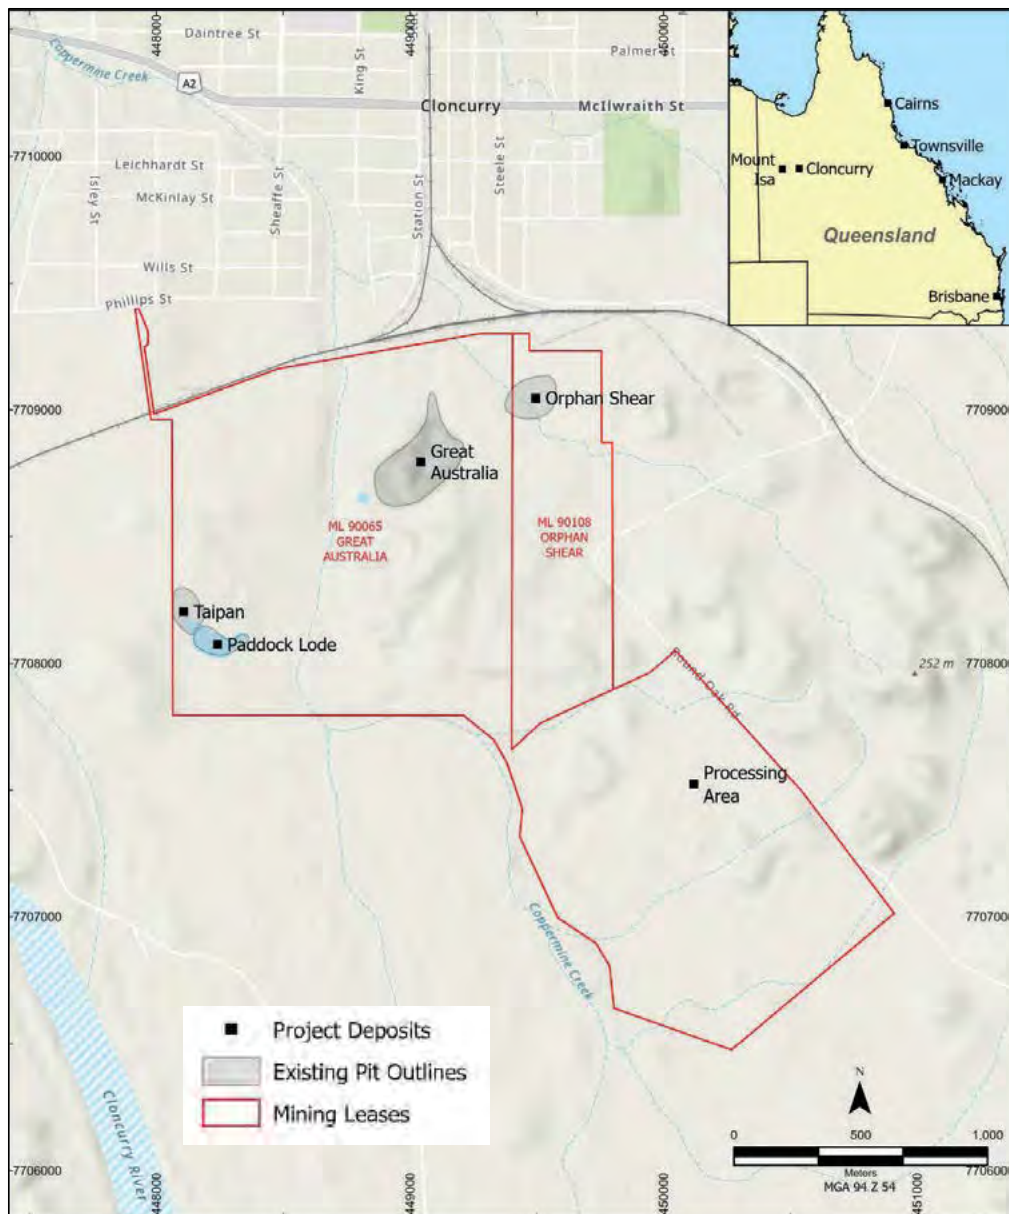 448000
449000
450000
Daintree St
Palmer St
Coppermine Creek
A2
King St
Cloncurry
McIlwraith St
Steele St
7710000
Leichhardt St
McKinlay St
Isley St
Sheaffe St
Station St
Wills St
Phillips St
Cairns
Townsville
Mount
Isa
Cloncurry
Mackay
Queensland
Brisbane
7709000
7709000
Orphan Shear
Great
Australia
ML 90065
GREAT
AUSTRALIA
ML 90108
ORPHAN
SHEAR
Taipan
Paddock Lode
7708000
7708000
252 m
Round Oak Rd
Processing
Area
7707000
7707000
Coppermine Creek
Project Deposits
Existing Pit Outlines
Mining Leases
Cloncurry River
N
0
500
1,000
Meters
MGA 94 Z 54
7706000
7706000
448000
449000
450000
451000